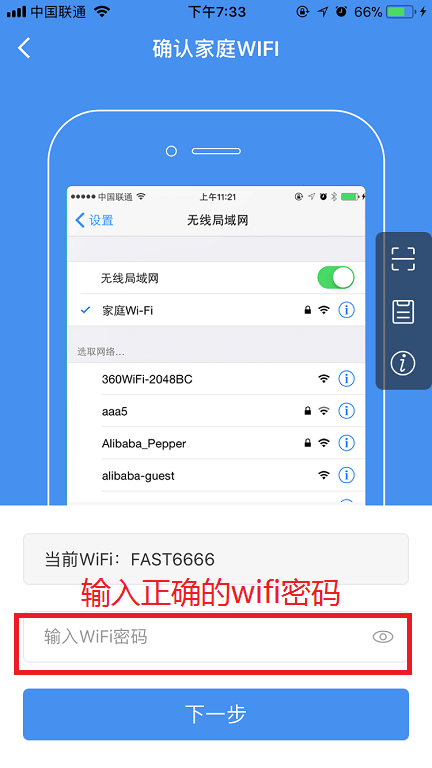 中国联通 下午7:33 66%
确认家庭WIFI
中国联通 上午11:21
设置 无线局域网
无线局域网
家庭Wi-Fi
选取网络...
360WiFi-2048BC
aaa5
Alibaba_Pepper
alibaba-guest
当前WiFi：FAST6666
输入正确的wifi密码
输入WiFi密码
下一步